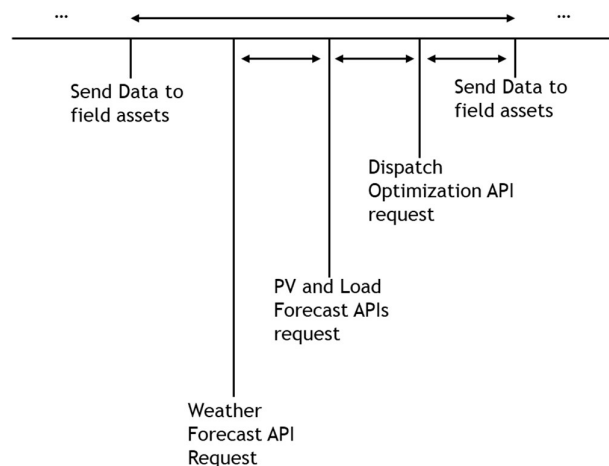 ... ...
Send Data to
field assets
Send Data to
field assets
Dispatch
Optimization API
request
PV and Load
Forecast APIs
request
Weather
Forecast API
Request